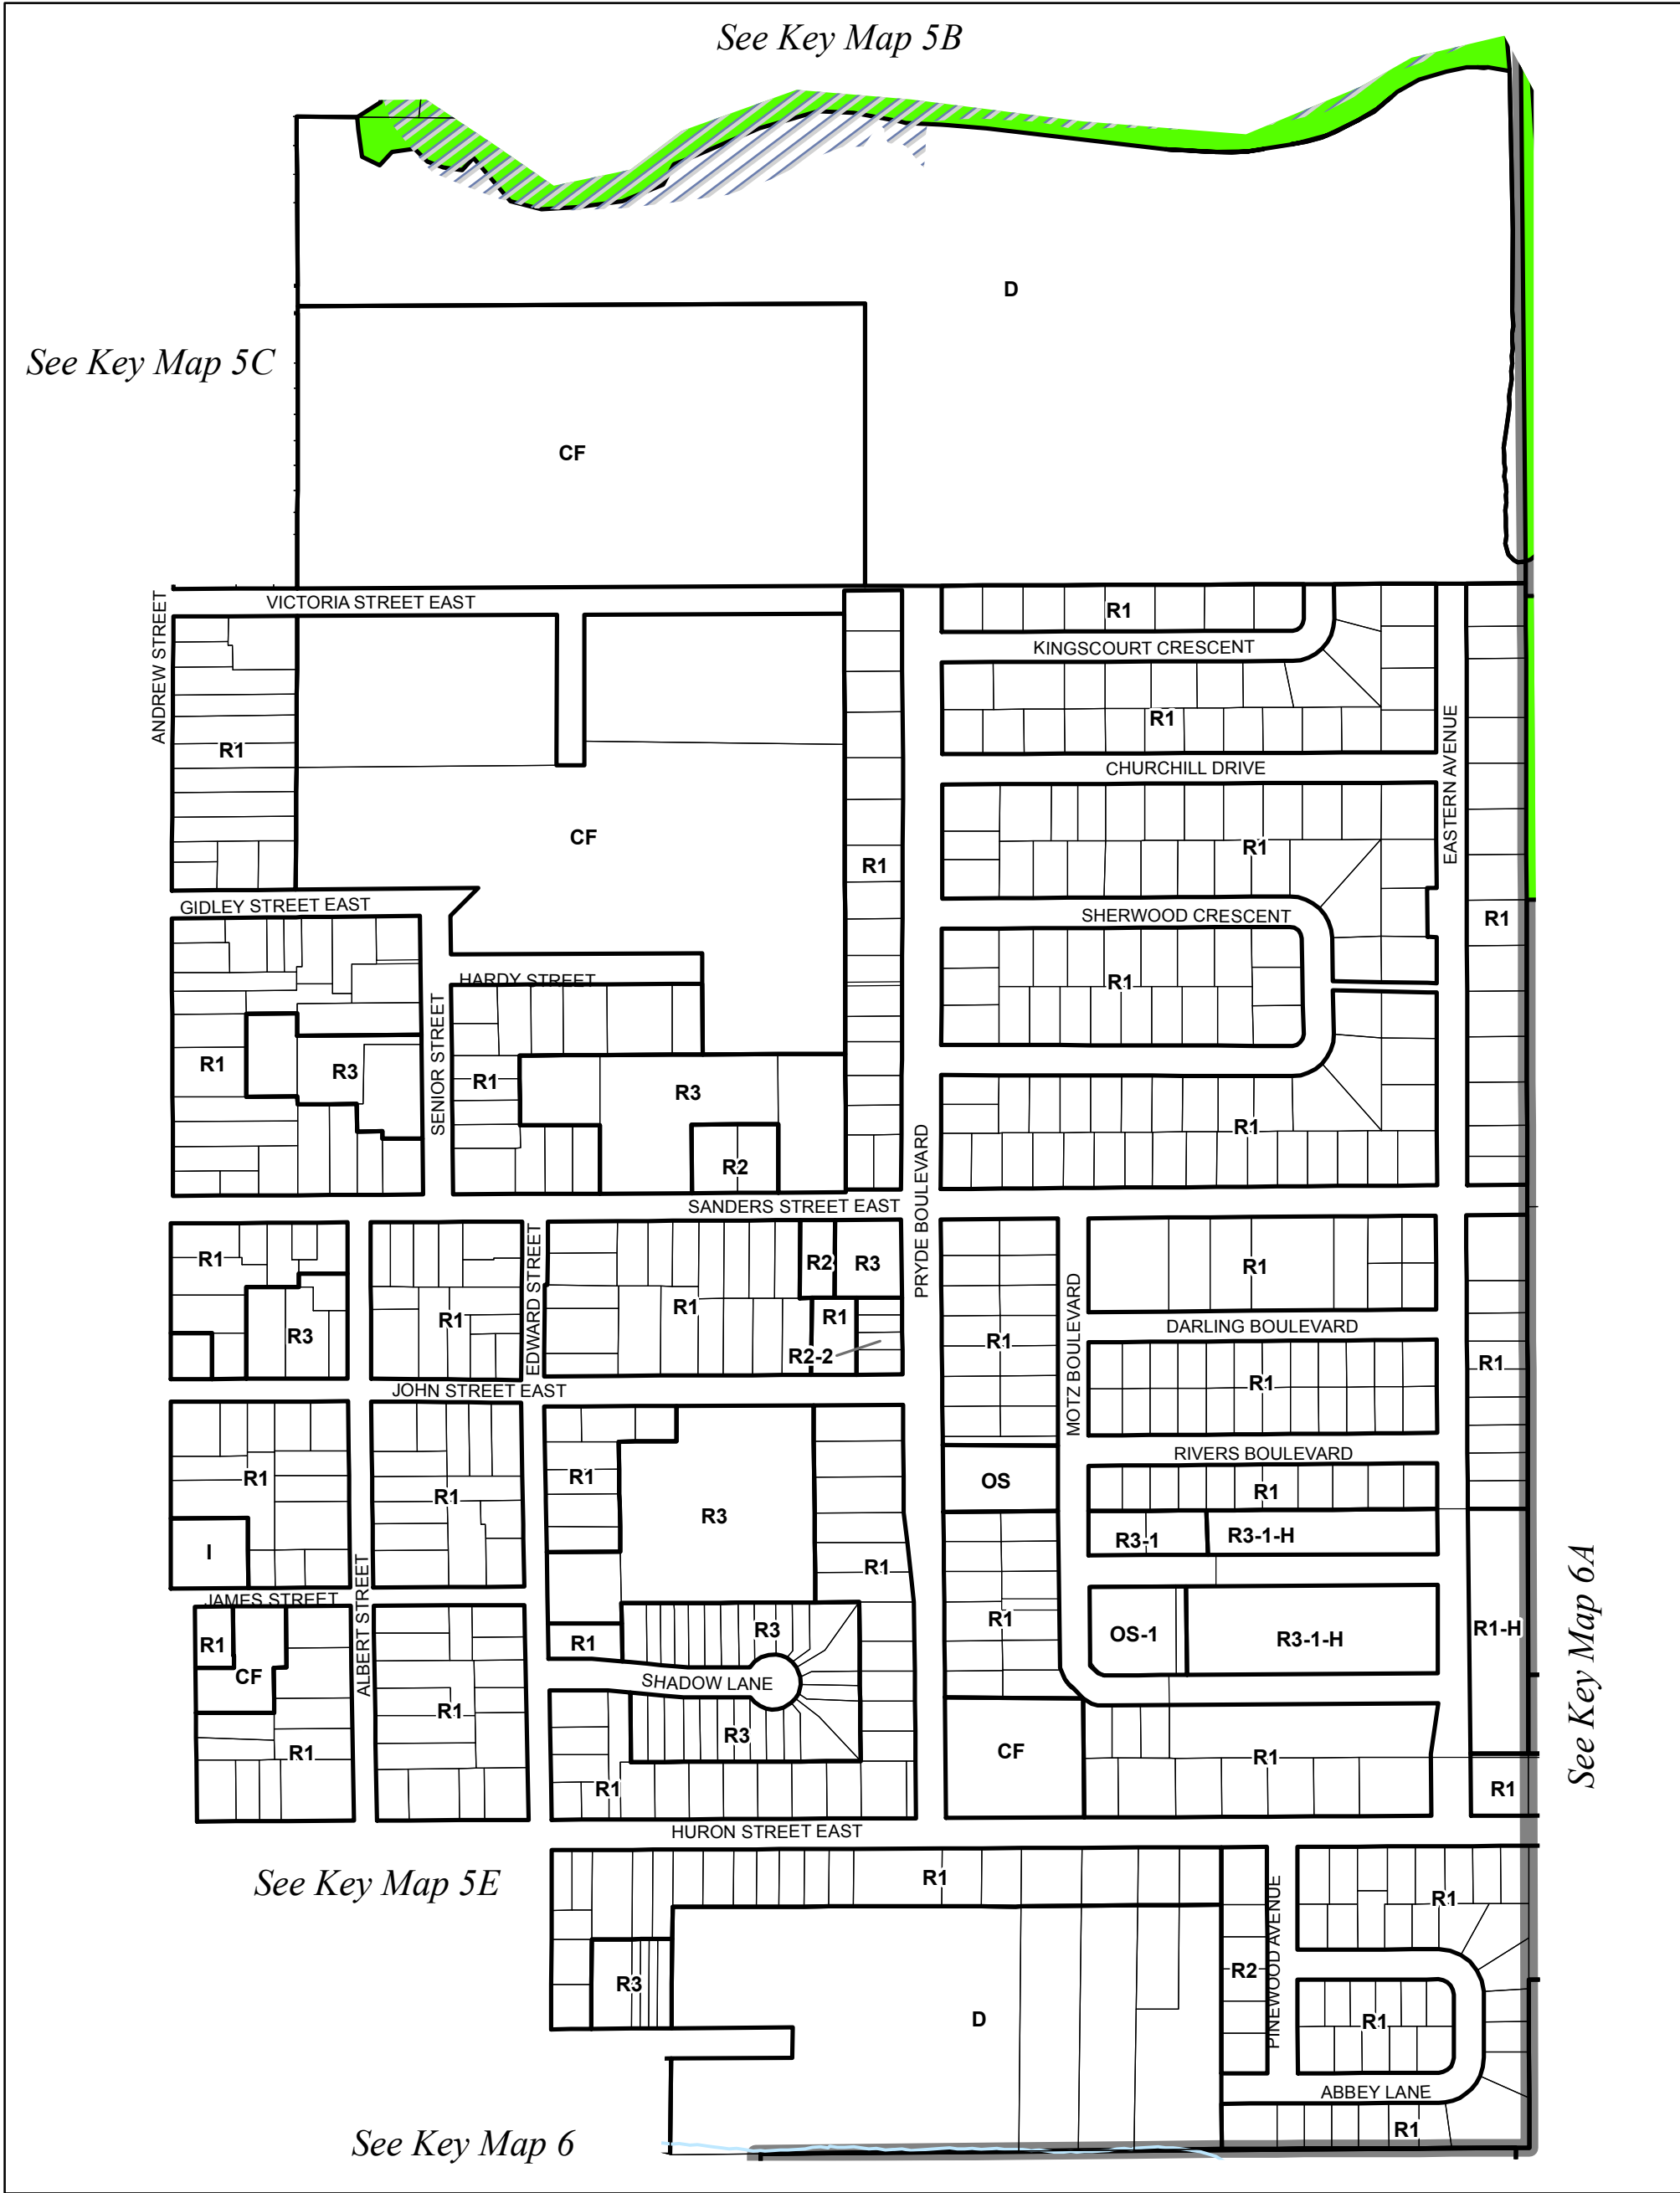 See Key Map 5B
D
See Key Map 5C
CF
VICTORIA STREET EAST
ANDREW STREET
R1
KINGSCOURT CRESCENT
R1
R1
CHURCHILL DRIVE
EASTERN AVENUE
CF
R1
R1
GIDLEY STREET EAST
SHERWOOD CRESCENT
R1
HARDY STREET
R1
SENIOR STREET
R1
R3
R1
R3
R1
R2
PRYDE BOULEVARD
SANDERS STREET EAST
R1
EDWARD STREET
R2
R3
R1
R3
R1
R1
R1
R2-2
R1
MOTZ BOULEVARD
DARLING BOULEVARD
R1
R1
JOHN STREET EAST
RIVERS BOULEVARD
R1
R1
R1
R3
OS
R1
I
R3-1
R3-1-H
R1
ALBERT STREET
JAMES STREET
R1
CF
R1
R3
R1
OS-1
R3-1-H
R1-H
See Key Map 6A
SHADOW LANE
R1
R3
R1
R1
CF
R1
R1
HURON STREET EAST
See Key Map 5E
R1
PINEWOOD AVENUE
R1
R3
R2
D
R1
ABBEY LANE
R1
See Key Map 6